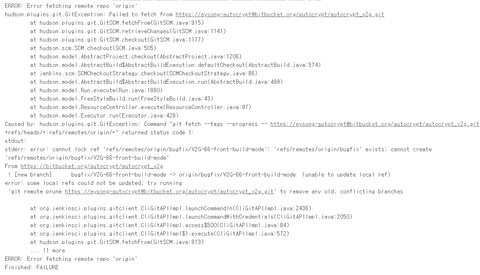 ERROR: Error fetching remote repo 'origin'
hudson.plugins.git.GitException: Failed to fetch from https://eysong-autocrypt@bitbucket.org/autocrypt/autocrypt_v2g.git
at hudson.plugins.git.GitSCM.fetchFrom(GitSCM.java:915)
at hudson.plugins.git.GitSCM.retrieveChanges(GitSCM.java:1141)
at hudson.plugins.git.GitSCM.checkout(GitSCM.java:1177)
at hudson.scm.SCM.checkout(SCM.java:505)
at hudson.model.AbstractProject.checkout(AbstractProject.java:1206)
at hudson.model.AbstractBuild$AbstractBuildExecution.defaultCheckout(AbstractBuild.java:574)
at jenkins.scm.SCMCheckoutStrategy.checkout(SCMCheckoutStrategy.java:86)
at hudson.model.AbstractBuild$AbstractBuildExecution.run(AbstractBuild.java:499)
at hudson.model.Run.execute(Run.java:1880)
at hudson.model.FreeStyleBuild.run(FreeStyleBuild.java:43)
at hudson.model.ResourceController.execute(ResourceController.java:97)
at hudson.model.Executor.run(Executor.java:428)
Caused by: hudson.plugins.git.GitException: Command "git fetch --tags --progress -- https://eysong-autocrypt@bitbucket.org/autocrypt/autocrypt_v2g.git
+refs/heads/*:refs/remotes/origin/*" returned status code 1:
stdout:
stderr: error: cannot lock ref 'refs/remotes/origin/bugfix/V2G-66-front-build-mode': 'refs/remotes/origin/bugfix' exists; cannot create
'refs/remotes/origin/bugfix/V2G-66-front-build-mode'
From https://bitbucket.org/autocrypt/autocrypt_v2g
! [new branch] bugfix/V2G-66-front-build-mode -> origin/bugfix/V2G-66-front-build-mode (unable to update local ref)
error: some local refs could not be updated; try running
'git remote prune https://eysong-autocrypt@bitbucket.org/autocrypt/autocrypt_v2g.git' to remove any old, conflicting branches
at org.jenkinsci.plugins.gitclient.CliGitAPIImpl.launchCommandIn(CliGitAPIImpl.java:2436)
at org.jenkinsci.plugins.gitclient.CliGitAPIImpl.launchCommandWithCredentials(CliGitAPIImpl.java:2050)
at org.jenkinsci.plugins.gitclient.CliGitAPIImpl.access$500(CliGitAPIImpl.java:84)
at org.jenkinsci.plugins.gitclient.CliGitAPIImpl$1.execute(CliGitAPIImpl.java:572)
at hudson.plugins.git.GitSCM.fetchFrom(GitSCM.java:913)
... 11 more
ERROR: Error fetching remote repo 'origin'
Finished: FAILURE